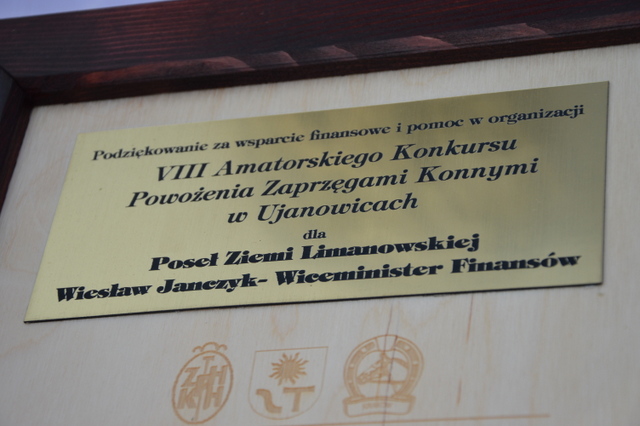 Podziękowanie za wsparcie finansowe i pomoc w organizacji
VIII Amatorskiego Konkursu
Powożenia Zaprzęgami Konnymi
w Ujanowicach
dla
Poseł Ziemi Limanowskiej
Wiesław Janczyk- Wiceminister Finansów